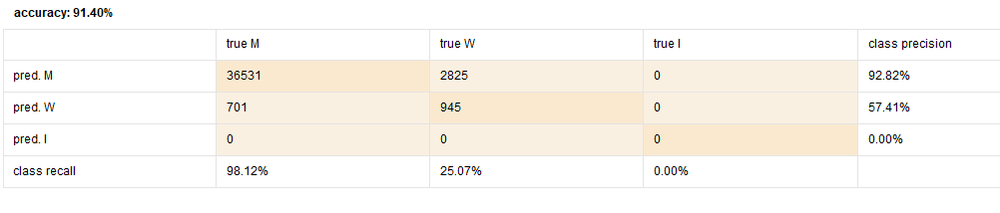 accuracy: 91.40%
true M true W true I class precision
pred. M 36531 2825 0 92.82%
pred. W 701 945 0 57.41%
pred. I 0 0 0 0.00%
class recall 98.12% 25.07% 0.00%